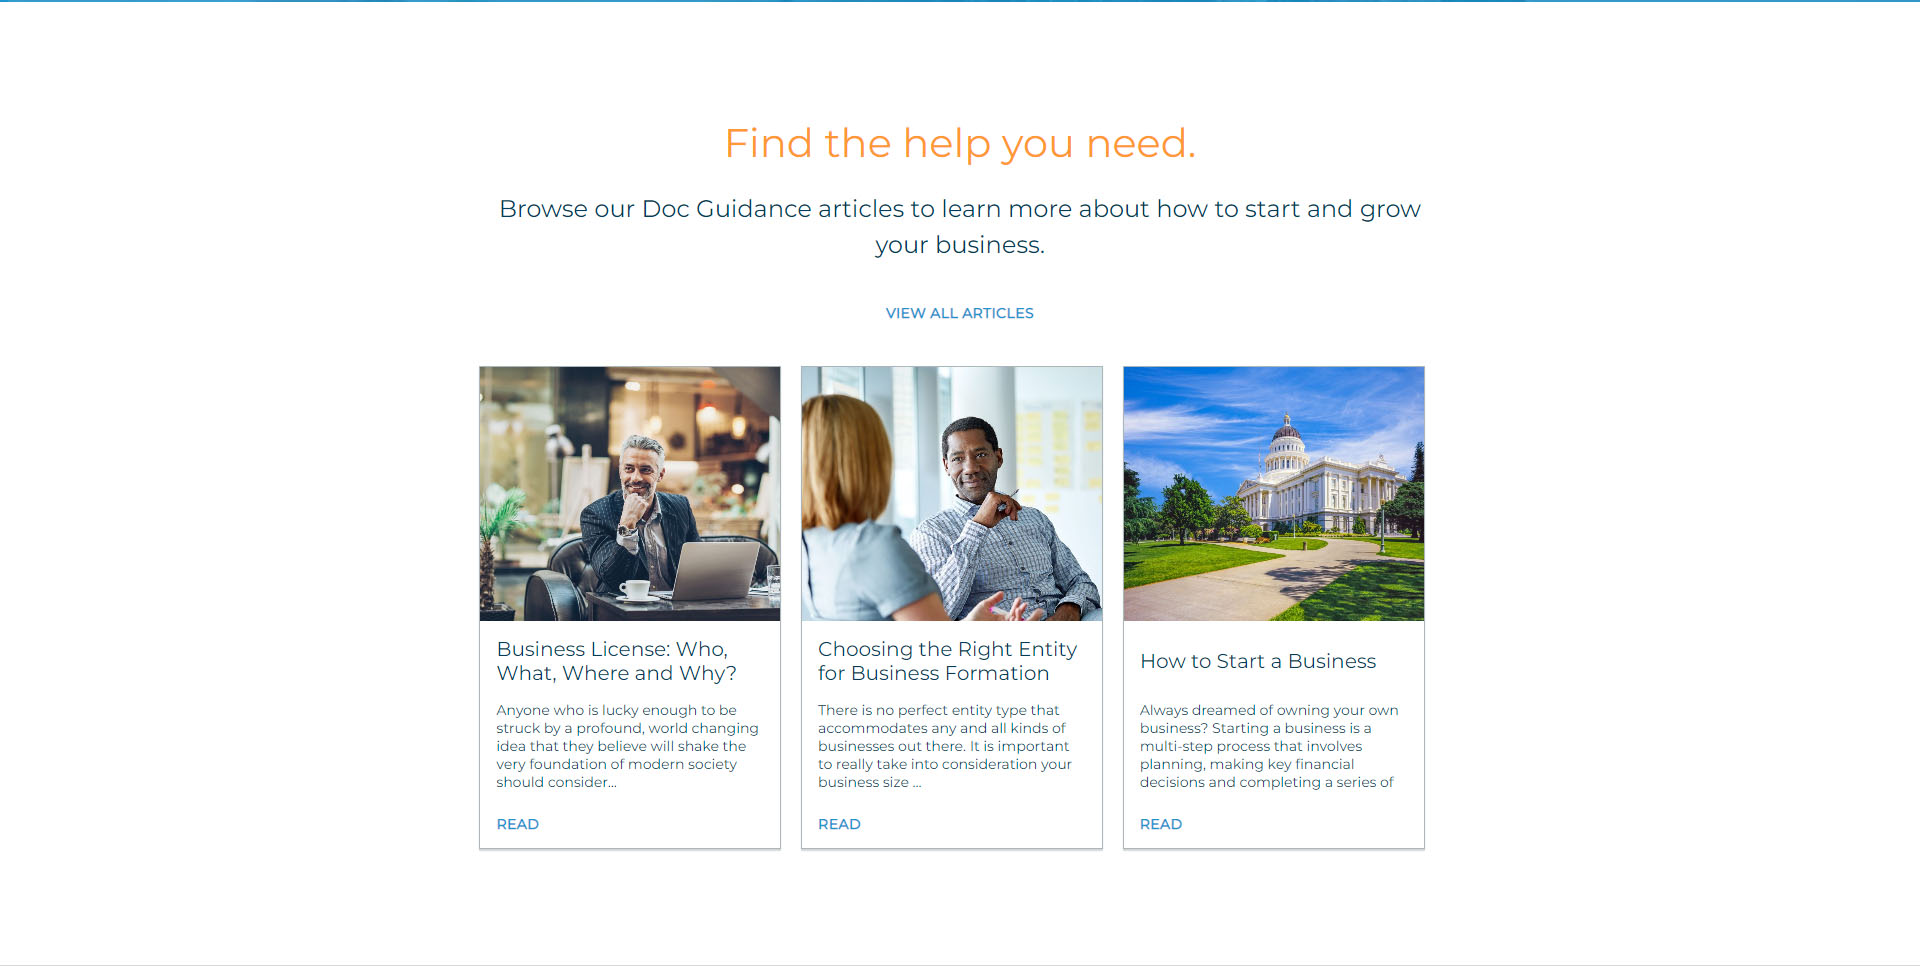 Find the help you need.
Browse our Doc Guidance articles to learn more about how to start and grow
your business.
VIEW ALL ARTICLES
Business License: Who,
What, Where and Why?
Anyone who is lucky enough to be
struck by a profound, world changing
idea that they believe will shake the
very foundation of modern society
should consider...
READ
Choosing the Right Entity
for Business Formation
There is no perfect entity type that
accommodates any and all kinds of
businesses out there. It is important
to really take into consideration your
business size ...
READ
How to Start a Business
Always dreamed of owning your own
business? Starting a business is a
multi-step process that involves
planning, making key financial
decisions and completing a series of
READ